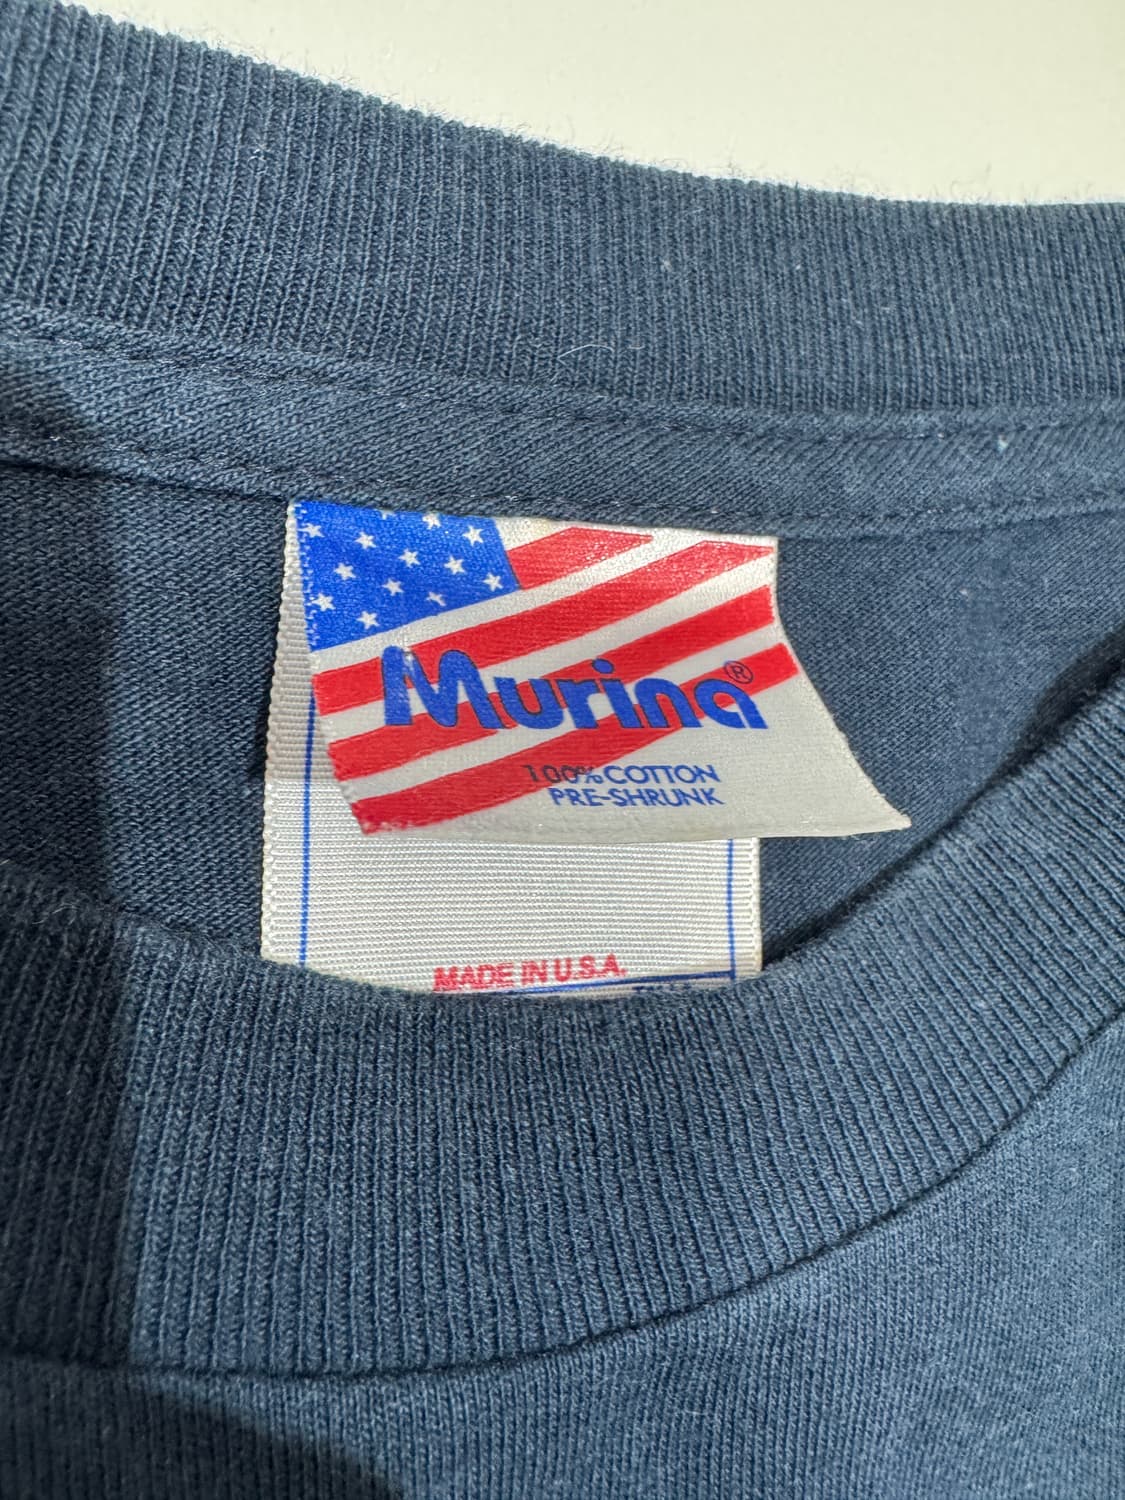 Murina®
100% COTTON
PRE-SHRUNK
MADE IN U.S.A.